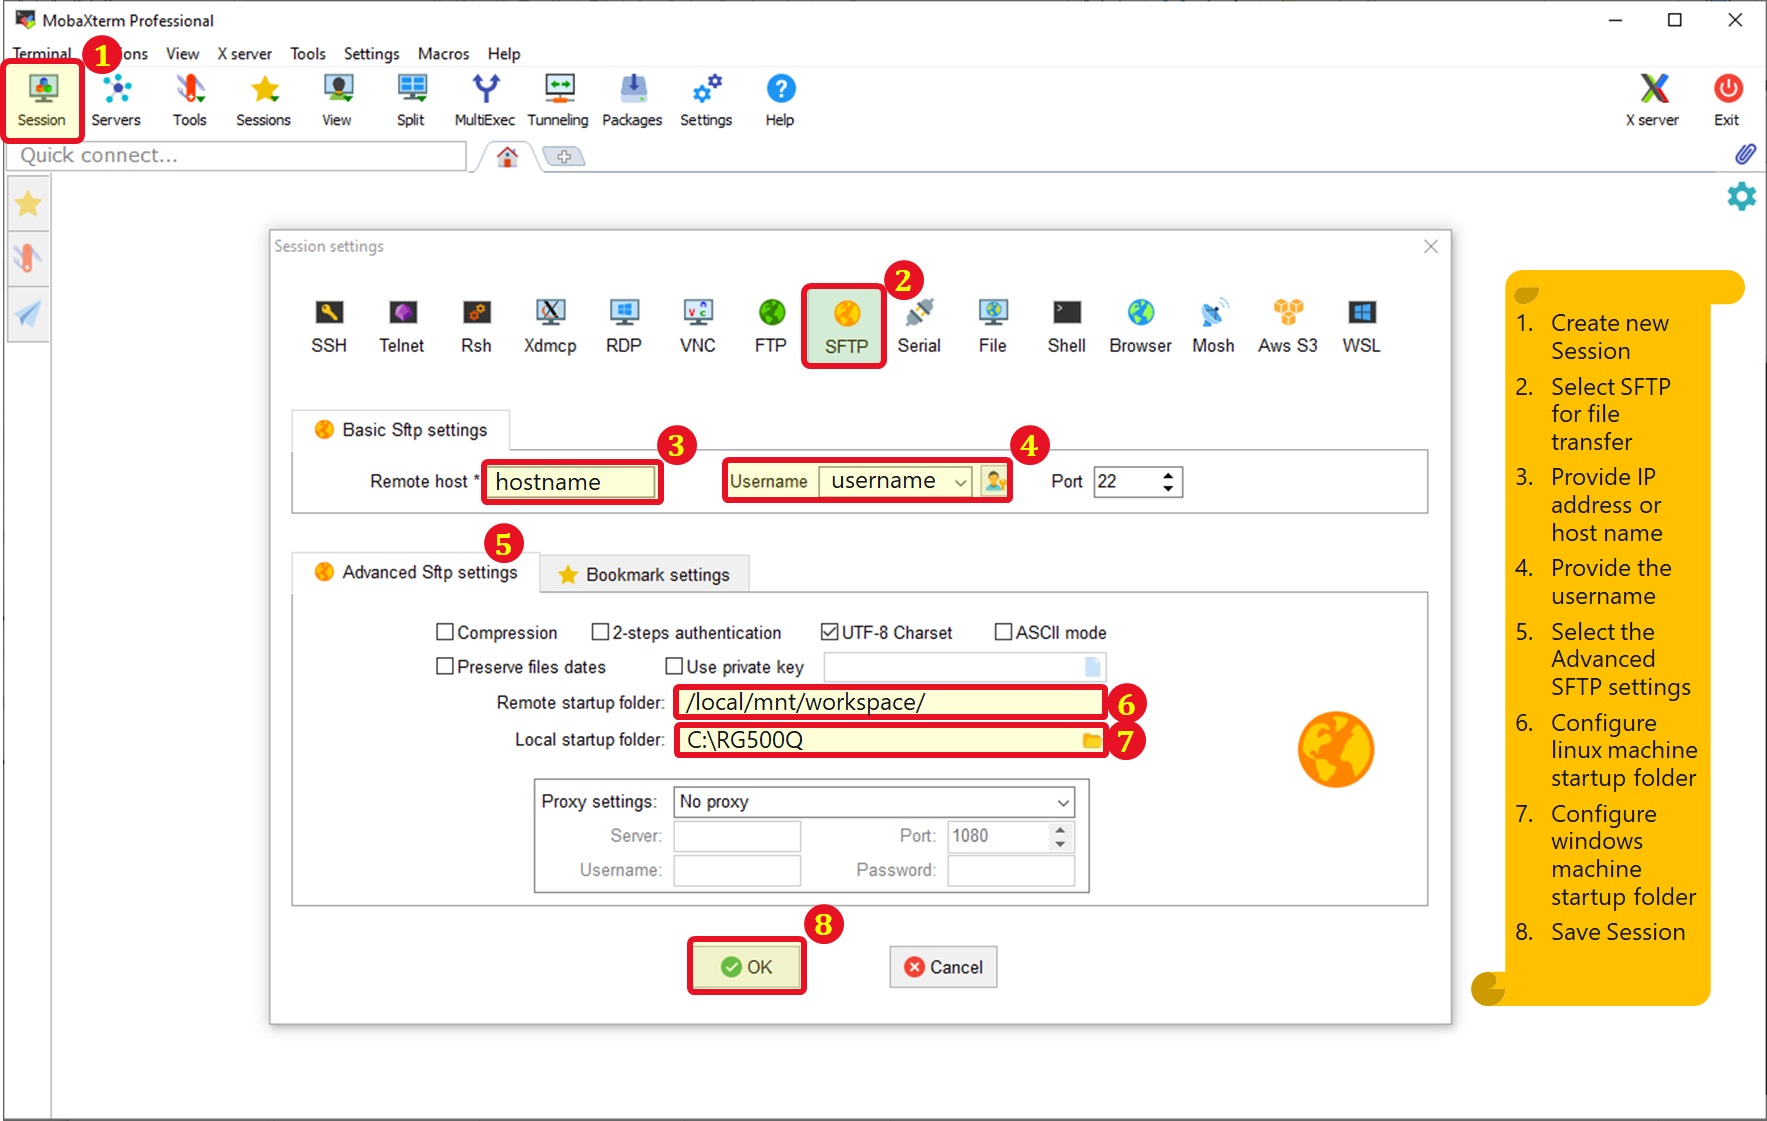 MobaXterm Professional
Terminal ions View X server Tools Settings Macros Help
1
Session Servers Tools Sessions View Split MultiExec Tunneling Packages Settings Help X server Exit
Quick connect...
Session settings
2
SSH Telnet Rsh Xdmcp RDP VNC FTP SFTP Serial File Shell Browser Mosh Aws S3 WSL
Basic Sftp settings
3
4
Remote host * hostname Username username Port 22
5
Advanced Sftp settings Bookmark settings
Compression 2-steps authentication UTF-8 Charset ASCII mode
Preserve files dates Use private key
Remote startup folder: /local/mnt/workspace/ 6
Local startup folder: C:\RG500Q 7
Proxy settings: No proxy
Server: Port: 1080
Username: Password:
8
OK Cancel
1. Create new
Session
2. Select SFTP
for file
transfer
3. Provide IP
address or
host name
4. Provide the
username
5. Select the
Advanced
SFTP settings
6. Configure
linux machine
startup folder
7. Configure
windows
machine
startup folder
8. Save Session